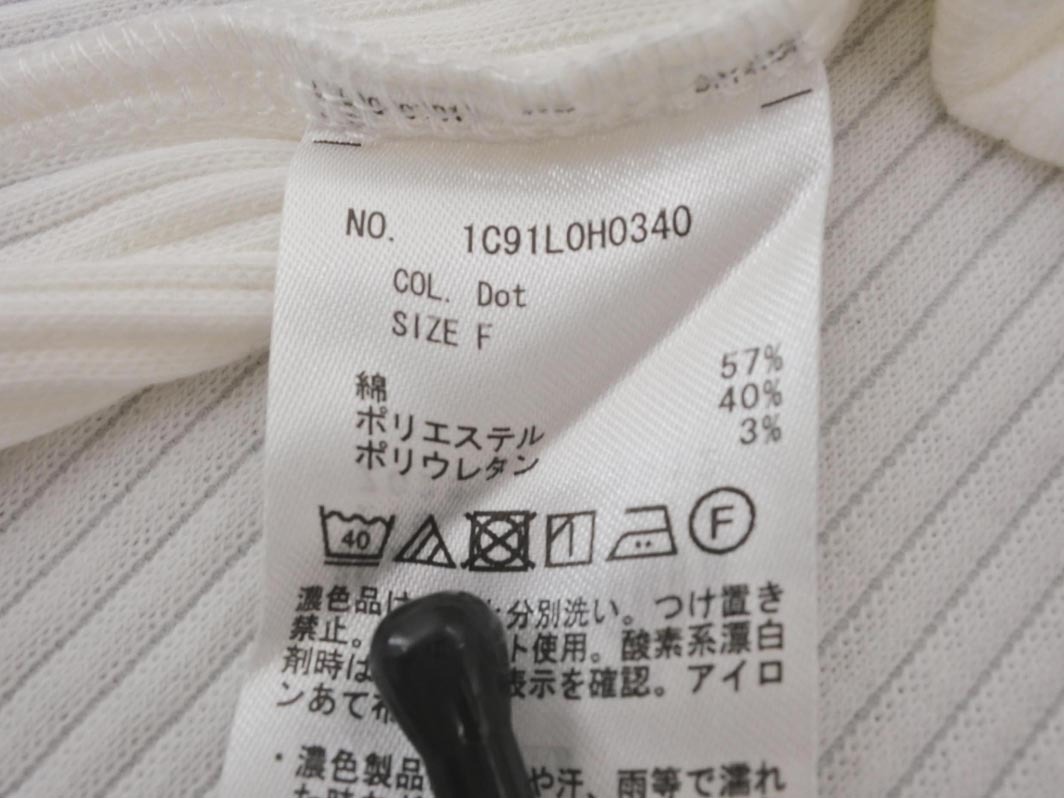 NO. 1C91L0H0340
COL. Dot
SIZE F
綿 57%
ポリエステル 40%
ポリウレタン 3%
40 F
濃色品は 分別洗い。つけ置き
禁止。 ト使用。酸素系漂白
剤時は 表示を確認。アイロ
ンあて布
・濃色製品 や汗、雨等で濡れ